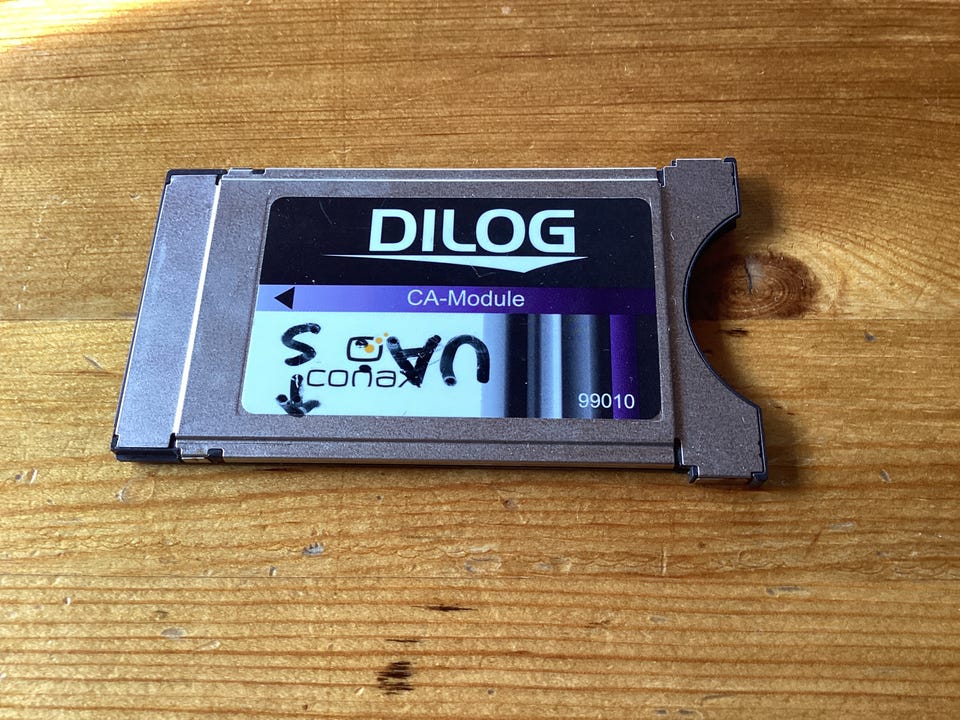 DILOG
CA-Module
conax
99010